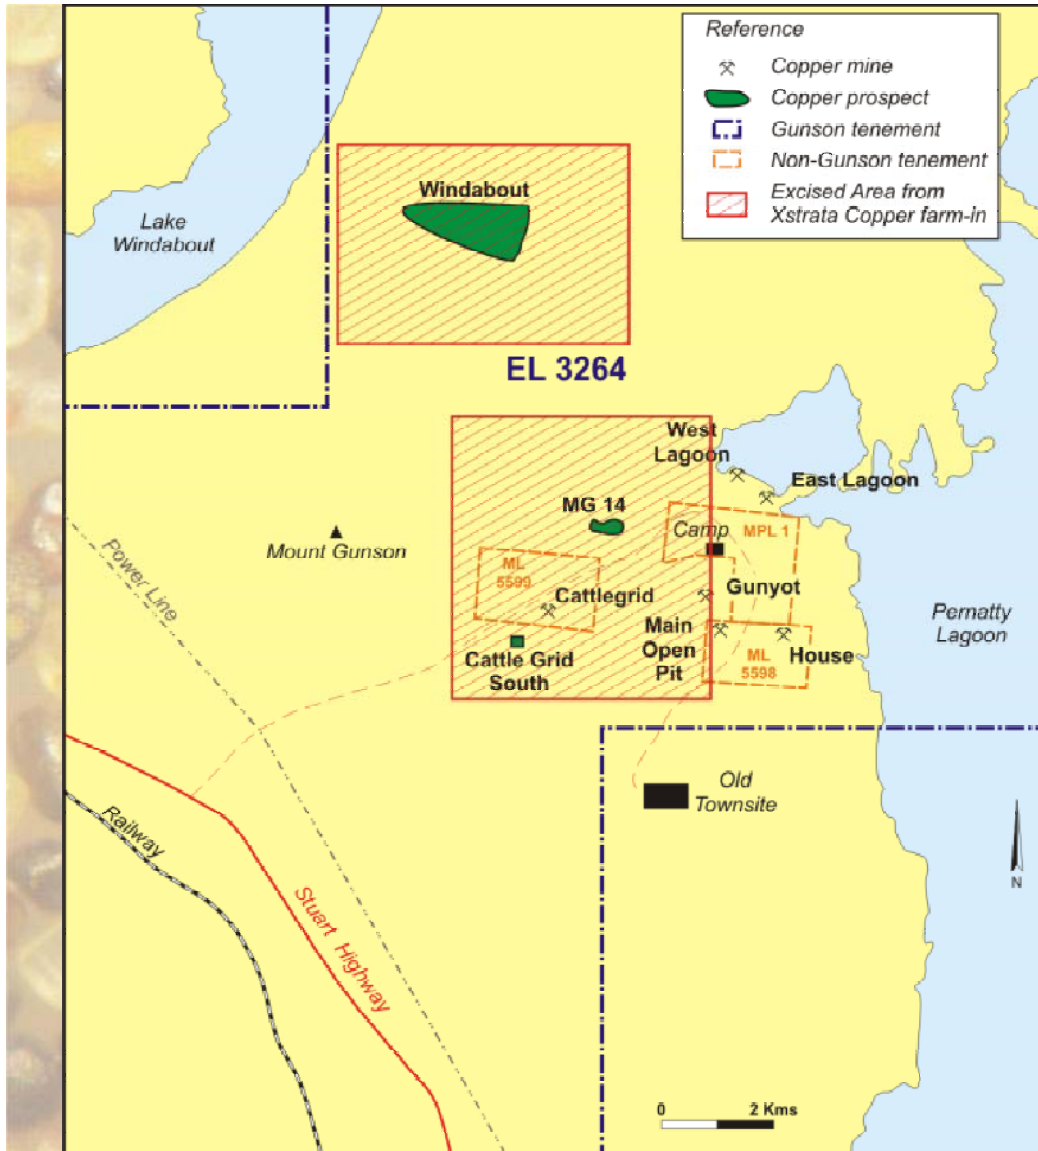 Reference
Copper mine
Copper prospect
Gunson tenement
Non-Gunson tenement
Excised Area from
Xstrata Copper farm-in
Windabout
Lake
Windabout
EL 3264
West
Lagoon
East Lagoon
MG 14
Camp
MPL 1
Mount Gunson
Power Line
ML
5599
Cattlegrid
Gunyot
Pernatty
Lagoon
Main
Open
Pit
House
ML
5598
Cattle Grid
South
Old
Townsite
Railway
Stuart Highway
N
0 2 Kms